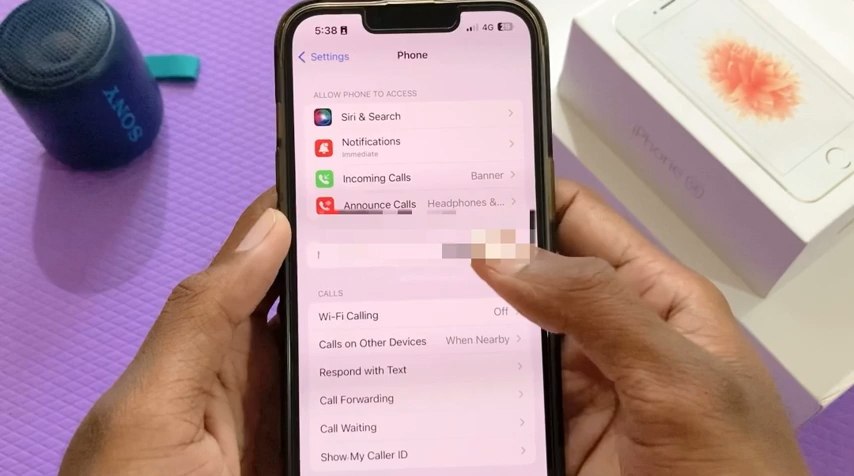 5:38
4G
Settings
Phone
ALLOW PHONE TO ACCESS
Siri & Search
Notifications
Immediate
Incoming Calls Banner
Announce Calls Headphones &...
CALLS
Wi-Fi Calling Off
Calls on Other Devices When Nearby
Respond with Text
Call Forwarding
Call Waiting
Show My Caller ID
SONY